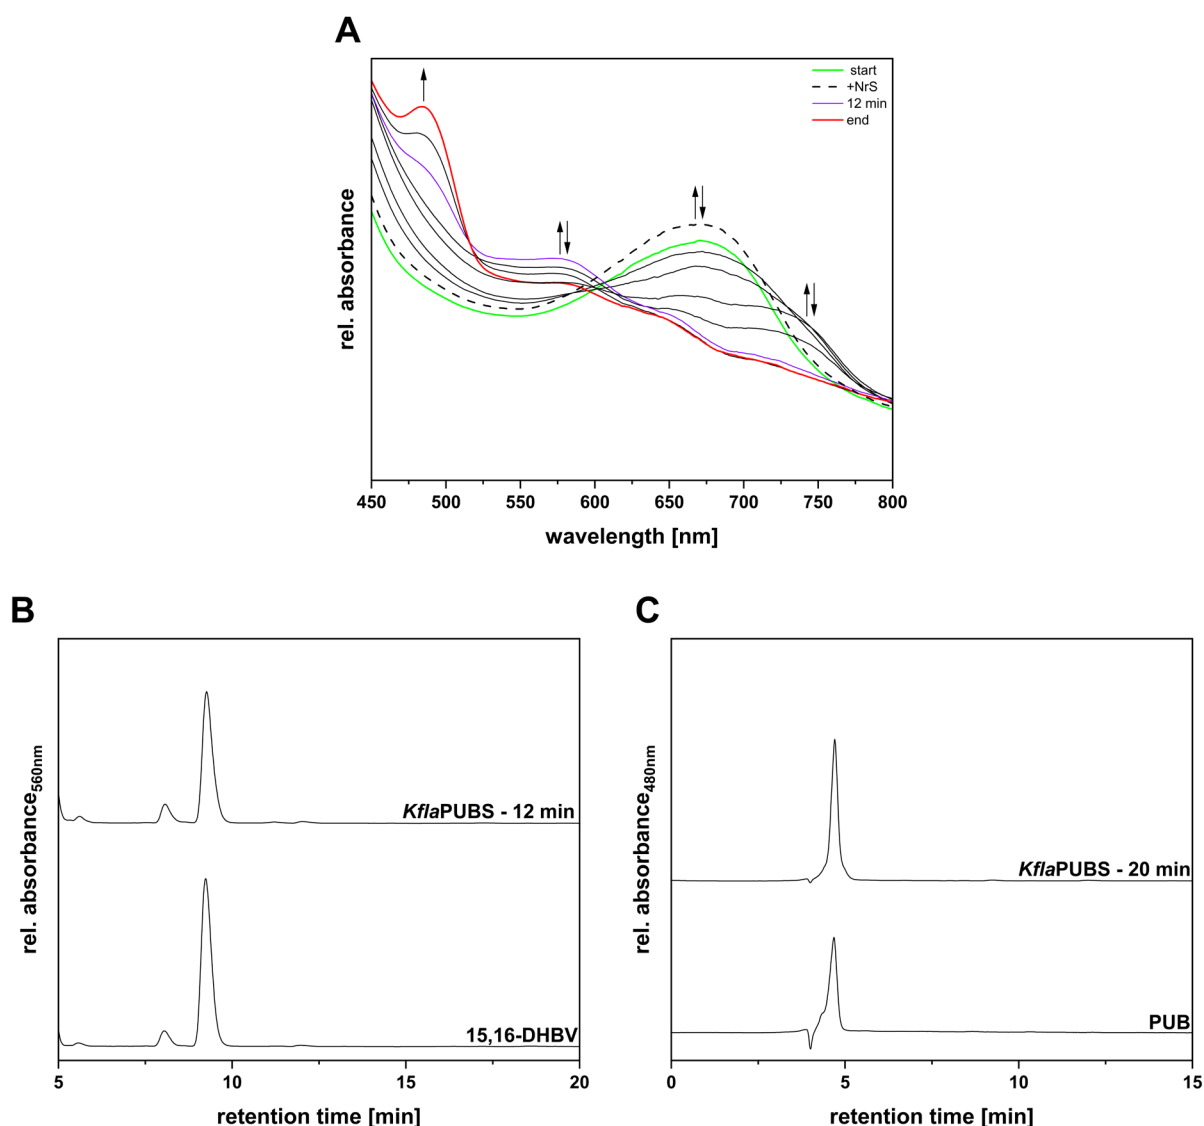 A
start
+NrS
12 min
end
rel. absorbance
450 500 550 600 650 700 750 800
wavelength [nm]
B
KflaPUBS - 12 min
15,16-DHBV
rel. absorbance560nm
5 10 15 20
retention time [min]
C
KflaPUBS - 20 min
PUB
rel. absorbance480nm
0 5 10 15
retention time [min]